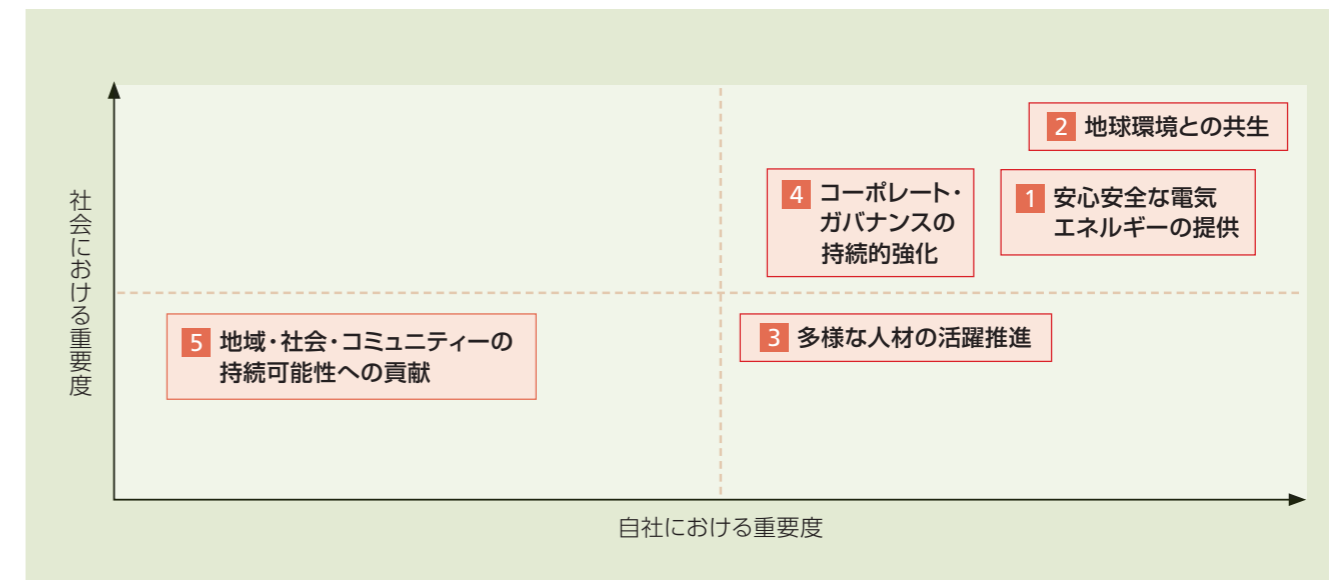 社会における重要度
2 地球環境との共生
4 コーポレート・
ガバナンスの
持続的強化
1 安心安全な電気
エネルギーの提供
5 地域・社会・コミュニティーの
持続可能性への貢献
3 多様な人材の活躍推進
自社における重要度